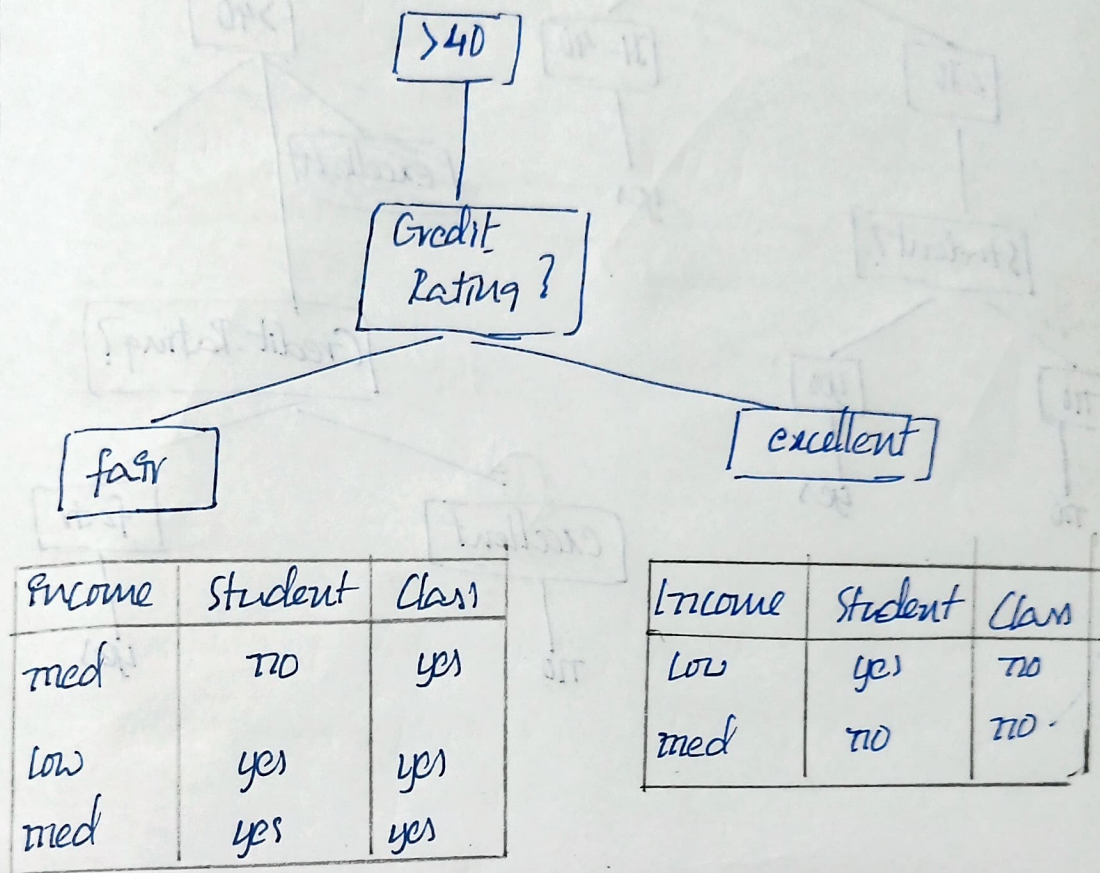 >40
Credit
Rating?
fair
excellent
income Student Class
med no yes
low yes yes
med yes yes
Income Student Class
low yes no
med no no.